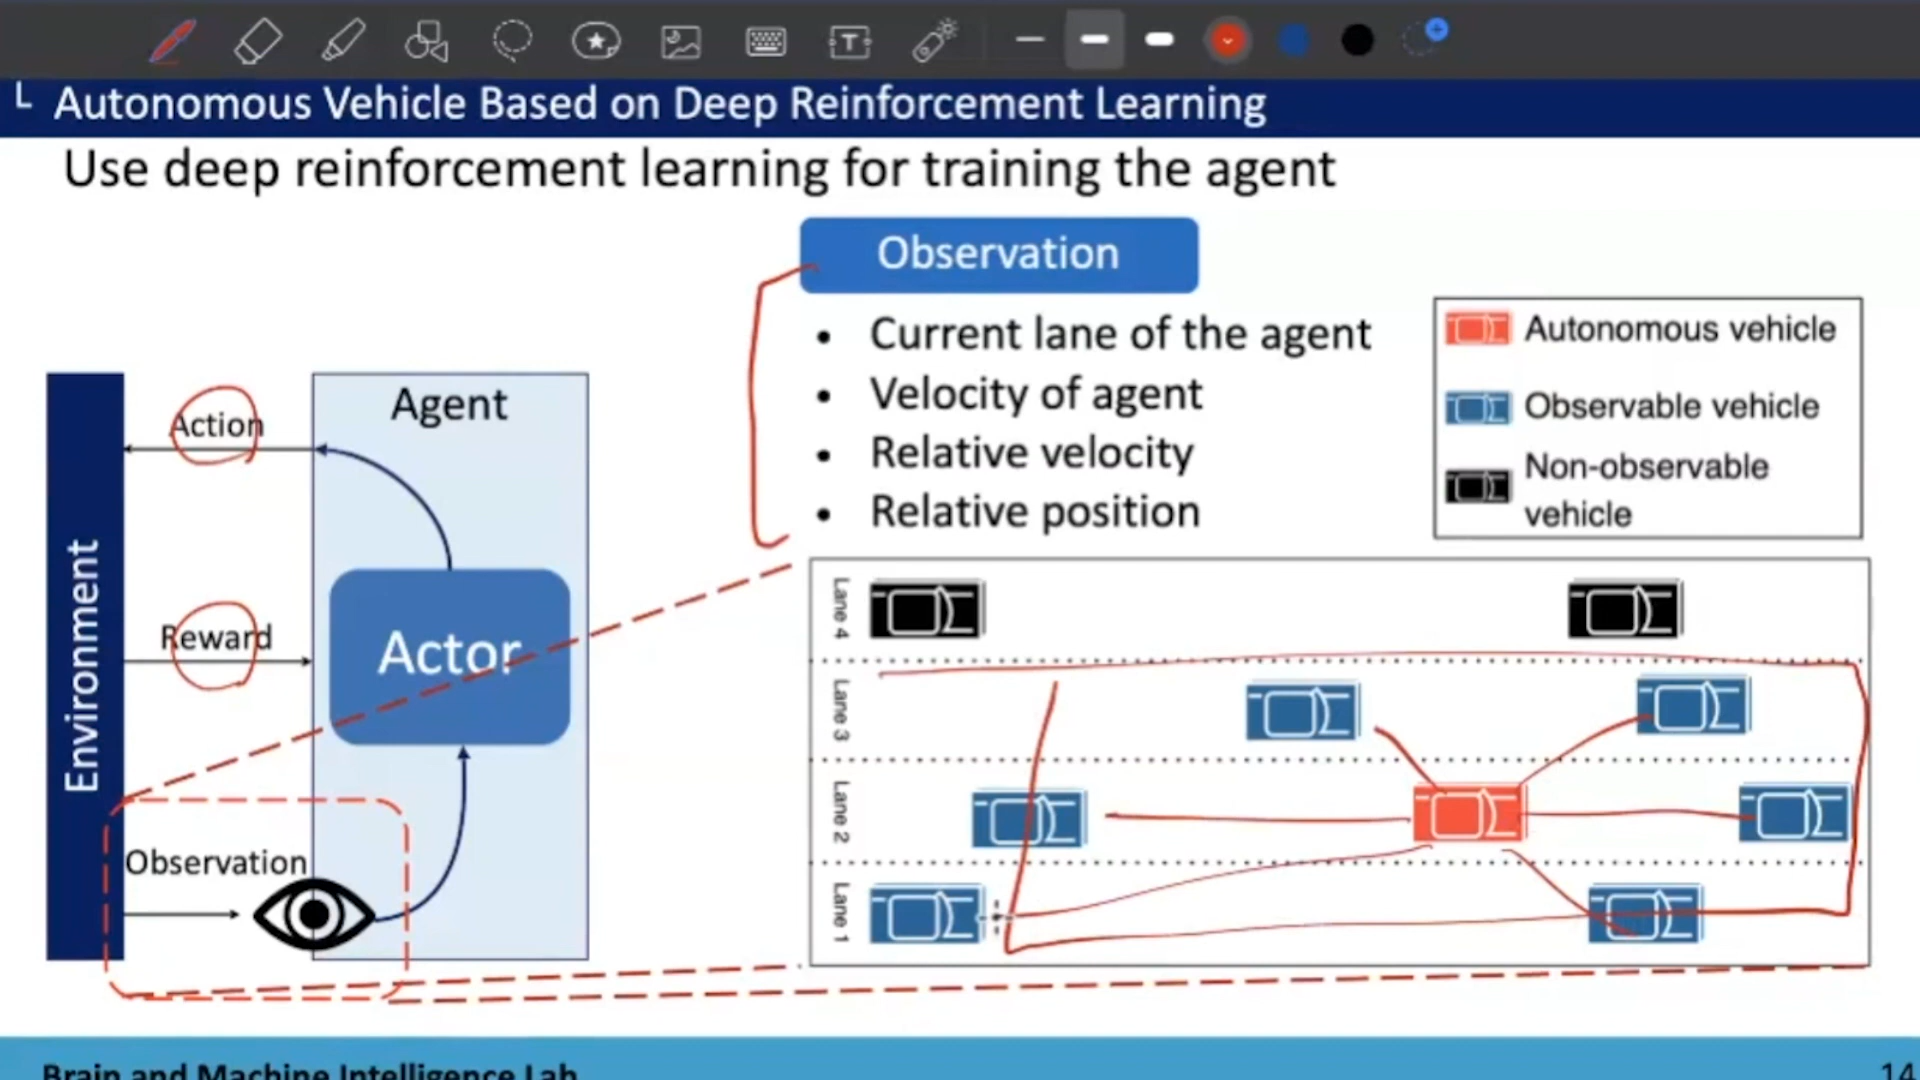 └ Autonomous Vehicle Based on Deep Reinforcement Learning
Use deep reinforcement learning for training the agent
Observation
• Current lane of the agent
• Velocity of agent
• Relative velocity
• Relative position
Autonomous vehicle
Observable vehicle
Non-observable
vehicle
Environment
Action
Reward
Observation
Agent
Actor
Lane 4
Lane 3
Lane 2
Lane 1
Brain and Machine Intelligence Lab
14